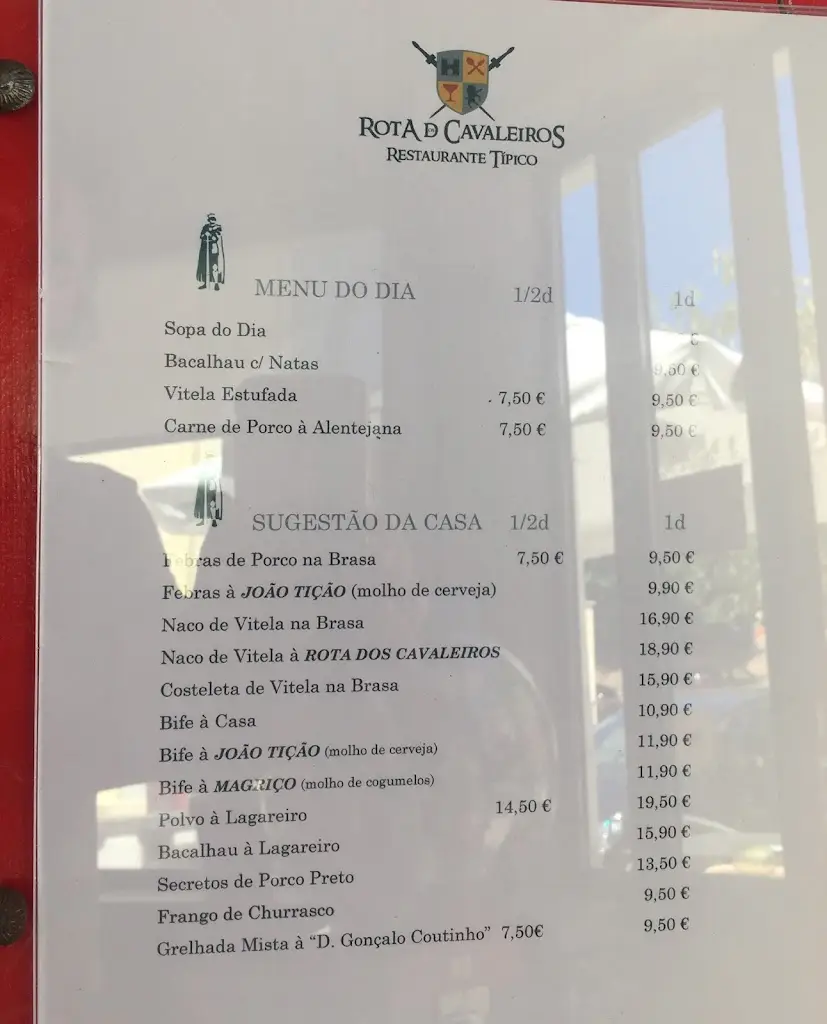 ROTA DOS CAVALEIROS
RESTAURANTE TÍPICO
MENU DO DIA 1/2d 1d
Sopa do Dia €
Bacalhau c/ Natas 9,50 €
Vitela Estufada 7,50 € 9,50 €
Carne de Porco à Alentejana 7,50 € 9,50 €
SUGESTÃO DA CASA 1/2d 1d
Febras de Porco na Brasa 7,50 € 9,50 €
Febras à JOÃO TIÇÃO (molho de cerveja) 9,90 €
Naco de Vitela na Brasa 16,90 €
Naco de Vitela à ROTA DOS CAVALEIROS 18,90 €
Costeleta de Vitela na Brasa 15,90 €
Bife à Casa 10,90 €
Bife à JOÃO TIÇÃO (molho de cerveja) 11,90 €
Bife à MAGRIÇO (molho de cogumelos) 11,90 €
Polvo à Lagareiro 14,50 € 19,50 €
Bacalhau à Lagareiro 15,90 €
Secretos de Porco Preto 13,50 €
Frango de Churrasco 9,50 €
Grelhada Mista à “D. Gonçalo Coutinho” 7,50€ 9,50 €